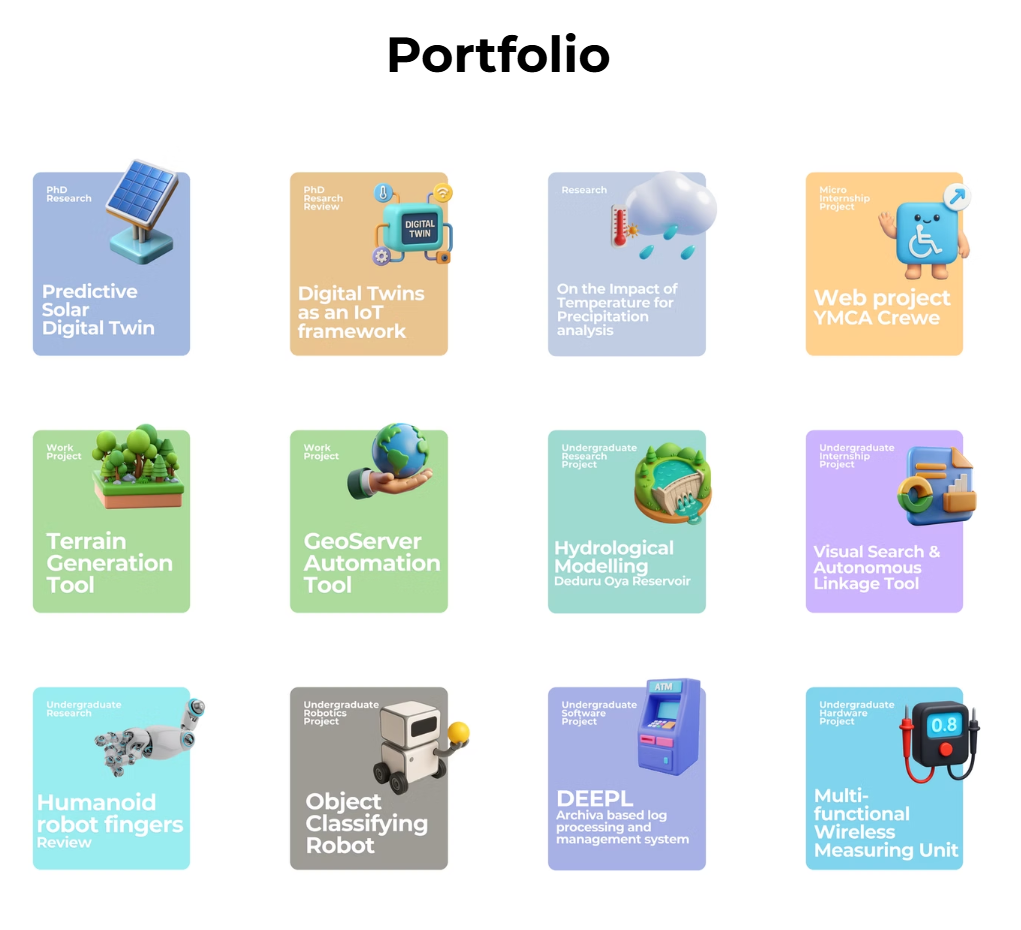 Portfolio
PhD
Research
Predictive
Solar
Digital Twin
PhD
Resarch
Review
DIGITAL
TWIN
Digital Twins
as an IoT
framework
Research
On the Impact of
Temperature for
Precipitation
analysis
Micro
Internship
Project
Web project
YMCA Crewe
Work
Project
Terrain
Generation
Tool
Work
Project
GeoServer
Automation
Tool
Undergraduate
Research
Project
Hydrological
Modelling
Deduru Oya Reservoir
Undergraduate
Internship
Project
Visual Search &
Autonomous
Linkage Tool
Undergraduate
Research
Humanoid
robot fingers
Review
Undergraduate
Robotics
Project
Object
Classifying
Robot
Undergraduate
Software
Project
ATM
DEEPL
Archiva based log
processing and
management system
Undergraduate
Hardware
Project
0.8
Multi-
functional
Wireless
Measuring Unit